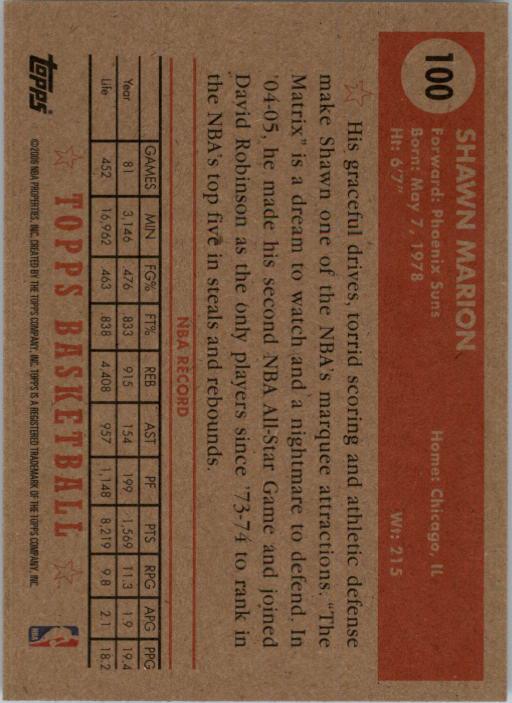 100
SHAWN MARION
Forward: Phoenix Suns Home: Chicago, IL
Born: May 7, 1978
Ht: 6'7" Wt: 215
His graceful drives, torrid scoring and athletic defense
make Shawn one of the NBA's marquee attractions. "The
Matrix" is a dream to watch and a nightmare to defend. In
'04-05, he made his second NBA All-Star Game and joined
David Robinson as the only players since '73-74 to rank in
the NBA's top five in steals and rebounds.
NBA RECORD
GAMES MIN FG% FT% REB AST PF PTS RPG APG PPG
Year 81 3,146 .476 .833 915 154 199 1,569 11.3 1.9 19.4
Life 452 16,962 .463 .838 4,408 957 1,148 8,219 9.8 2.1 18.2
TOPPS BASKETBALL
topps ©2006 NBA PROPERTIES, INC. CREATED BY THE TOPPS COMPANY, INC. TOPPS IS A REGISTERED TRADEMARK OF THE TOPPS COMPANY, INC. NBA